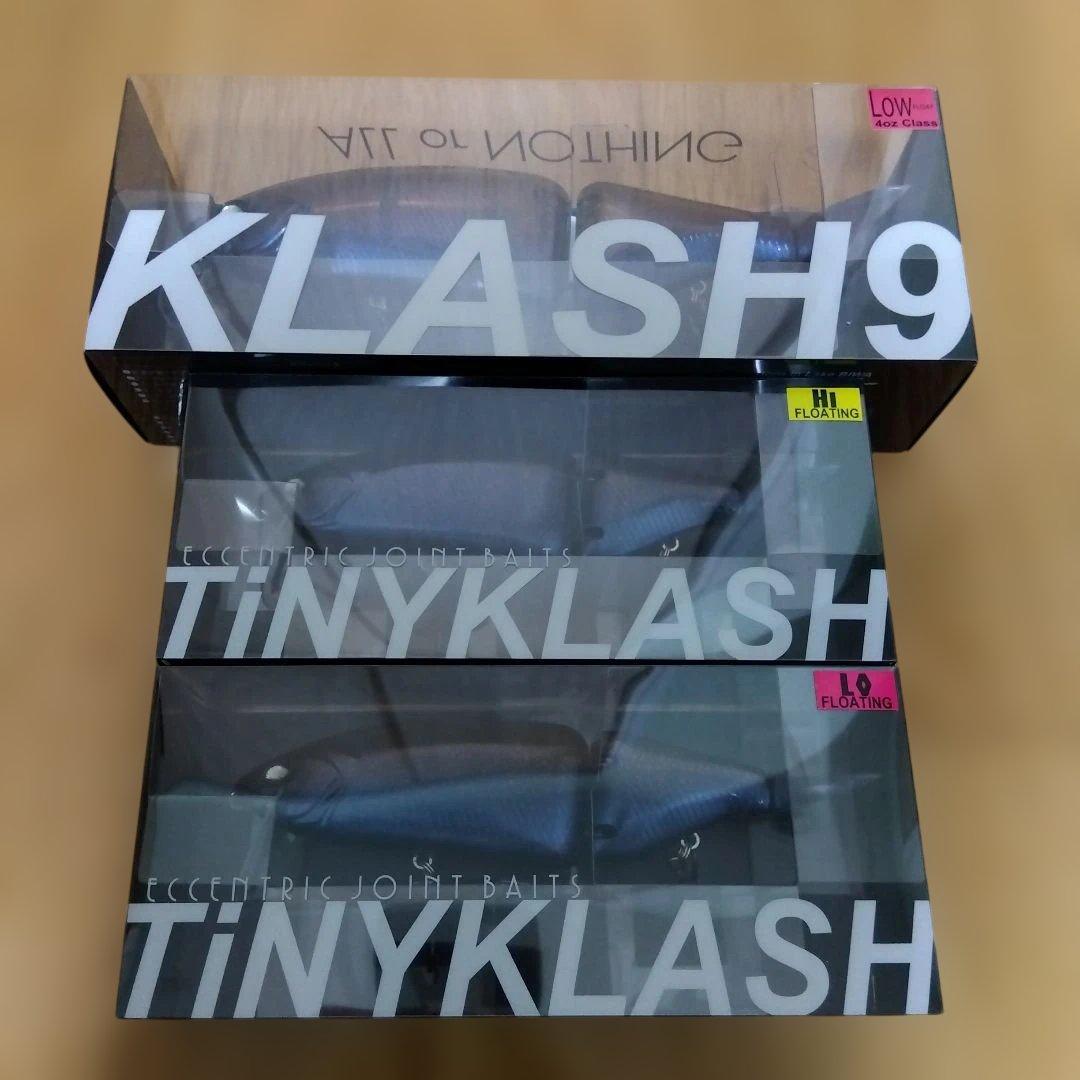 LOW FLOAT
4oz Class
ALL or NOTHING
KLASH9
Hi
FLOATING
ECCENTRIC JOINT BAITS
TiNYKLASH
LO
FLOATING
ECCENTRIC JOINT BAITS
TiNYKLASH